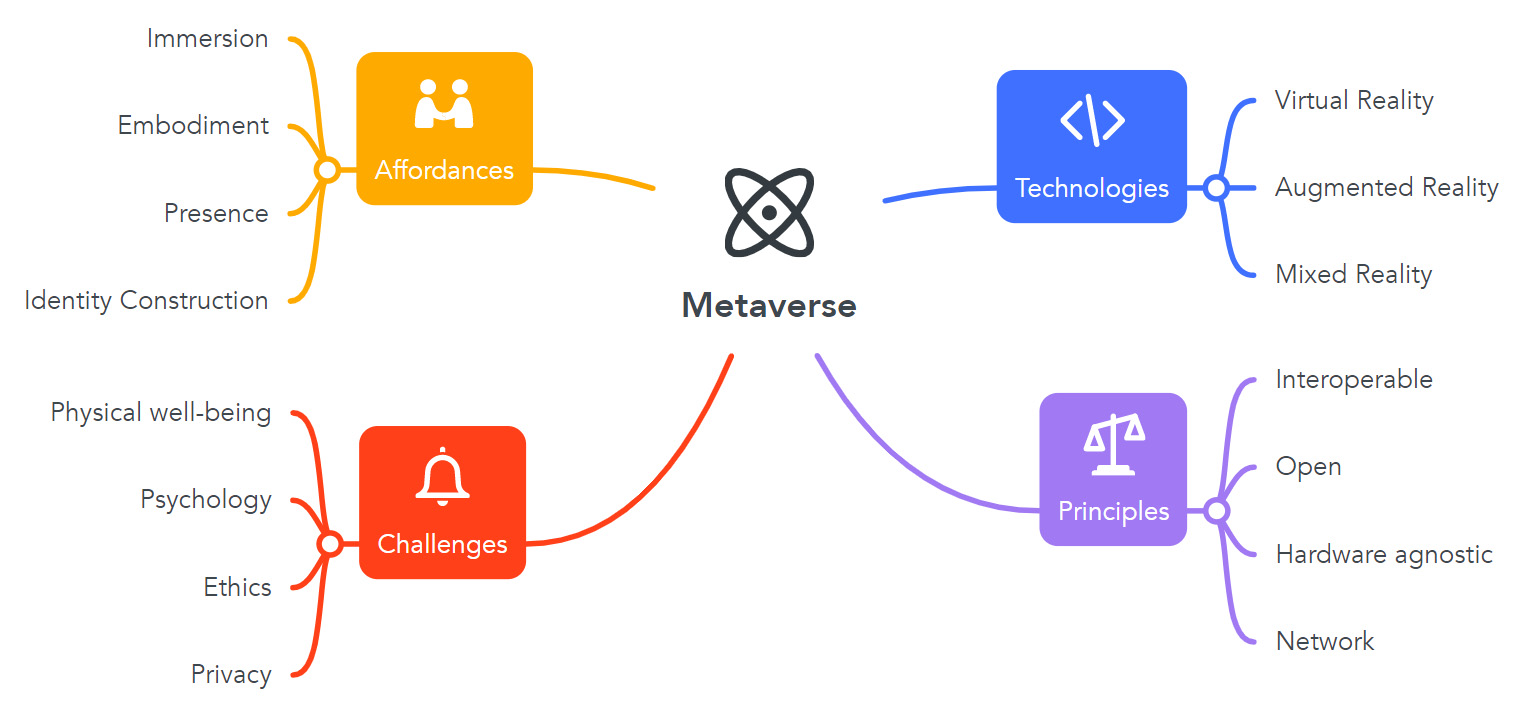 Metaverse
Affordances
Immersion
Embodiment
Presence
Identity Construction
Technologies
Virtual Reality
Augmented Reality
Mixed Reality
Challenges
Physical well-being
Psychology
Ethics
Privacy
Principles
Interoperable
Open
Hardware agnostic
Network